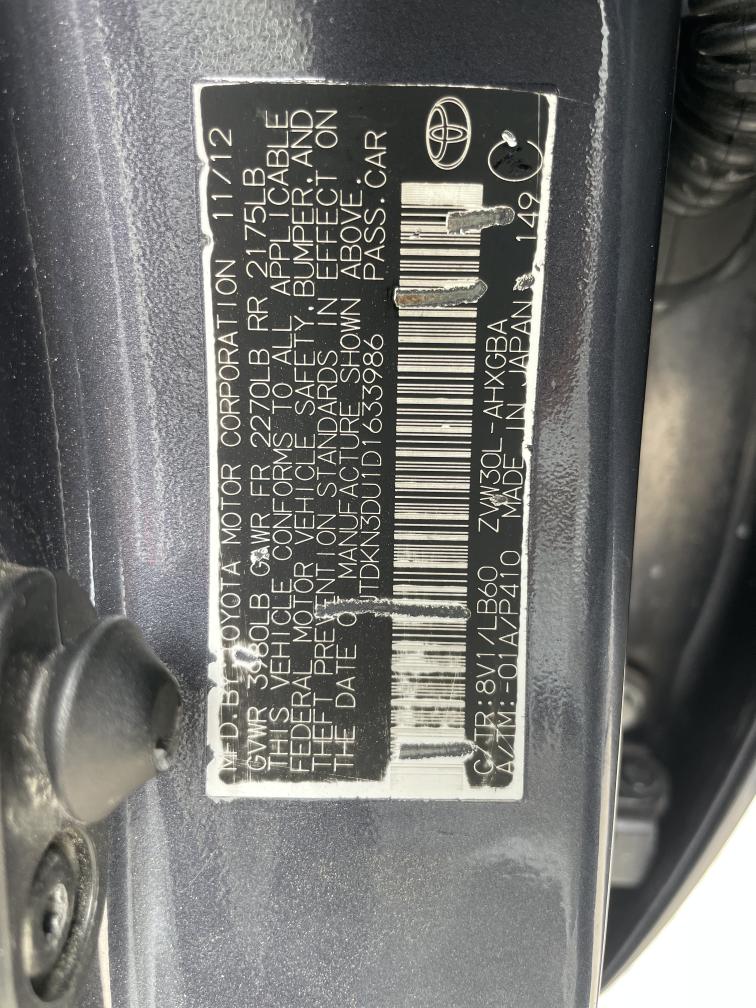 MFD. BY TOYOTA MOTOR CORPORATION 11/12
GVWR FR 2270LB RR 2175LB
THIS VEHICLE CONFORMS TO ALL APPLICABLE
FEDERAL MOTOR VEHICLE SAFETY, BUMPER, AND
THEFT PREVENTION STANDARDS IN EFFECT ON
THE DATE OF MANUFACTURE SHOWN ABOVE.
JTDKN3DU1D1633986 PASS.CAR
C/TR:8V1/LB60 ZVW30L-AHXGBA
A/TM:-01A/P410 MADE IN JAPAN 149